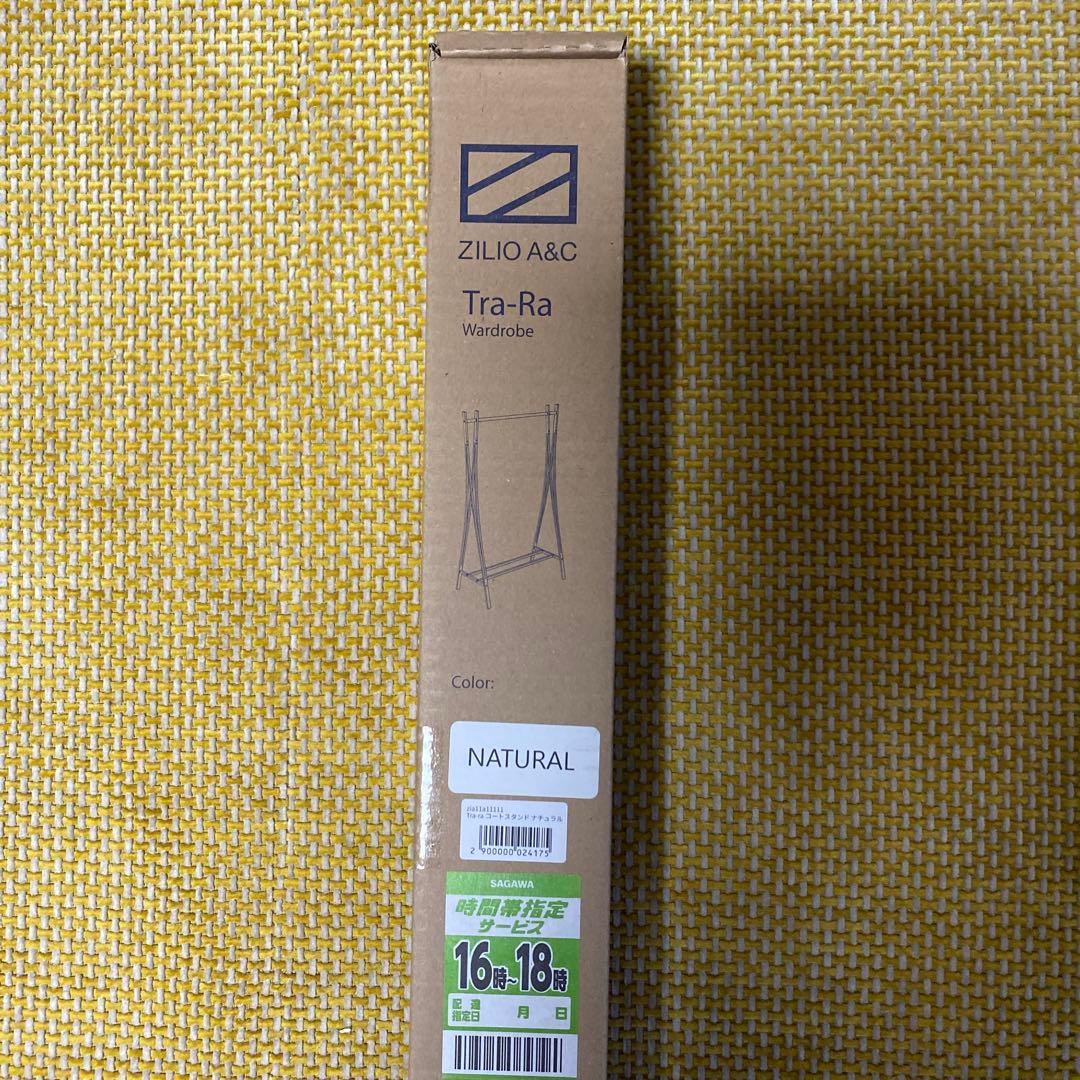 ZILIO A&C
Tra-Ra
Wardrobe
Color:
NATURAL
zia11a11111
Tra-ra コートスタンド ナチュラル
2 900000 024175
SAGAWA
時間帯指定
サービス
16時~18時
配達
指定日 月 日